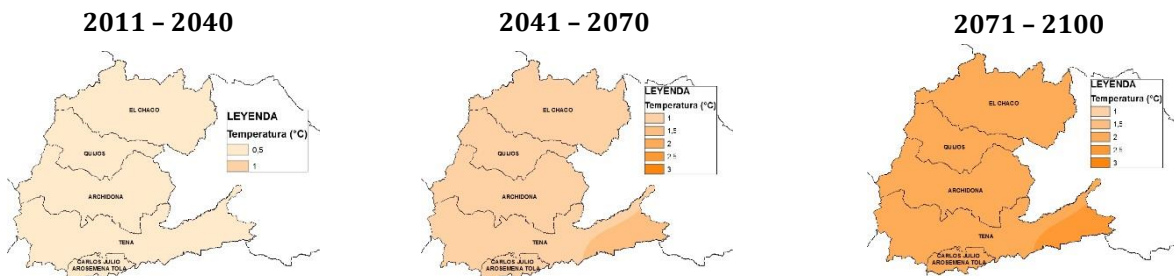 2011 – 2040
EL CHACO
QUIJOS
ARCHIDONA
TENA
CARLOS JULIO
AROSEMENA TOLA
LEYENDA
Temperatura (°C)
0,5
1
2041 – 2070
EL CHACO
QUIJOS
ARCHIDONA
TENA
CARLOS JULIO
AROSEMENA TOLA
LEYENDA
Temperatura (°C)
1
1,5
2
2,5
3
2071 – 2100
EL CHACO
QUIJOS
ARCHIDONA
TENA
CARLOS JULIO
AROSEMENA TOLA
LEYENDA
Temperatura (°C)
1
1,5
2
2,5
3